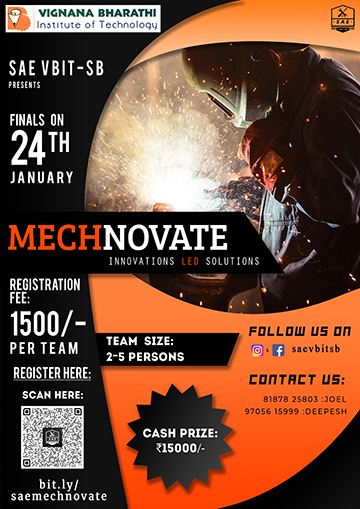 VIGNANA BHARATHI
Institute of Technology
SAE
SAE VBIT-SB
PRESENTS
FINALS ON
24TH
JANUARY
MECHNOVATE
INNOVATIONS LED SOLUTIONS
REGISTRATION
FEE:
1500/-
PER TEAM
REGISTER HERE:
SCAN HERE:
bit.ly/
saemechnovate
TEAM SIZE:
2-5 PERSONS
CASH PRIZE:
₹15000/-
FOLLOW US ON
& saevbitsb
CONTACT US:
81878 25803 :JOEL
97056 15999 :DEEPESH